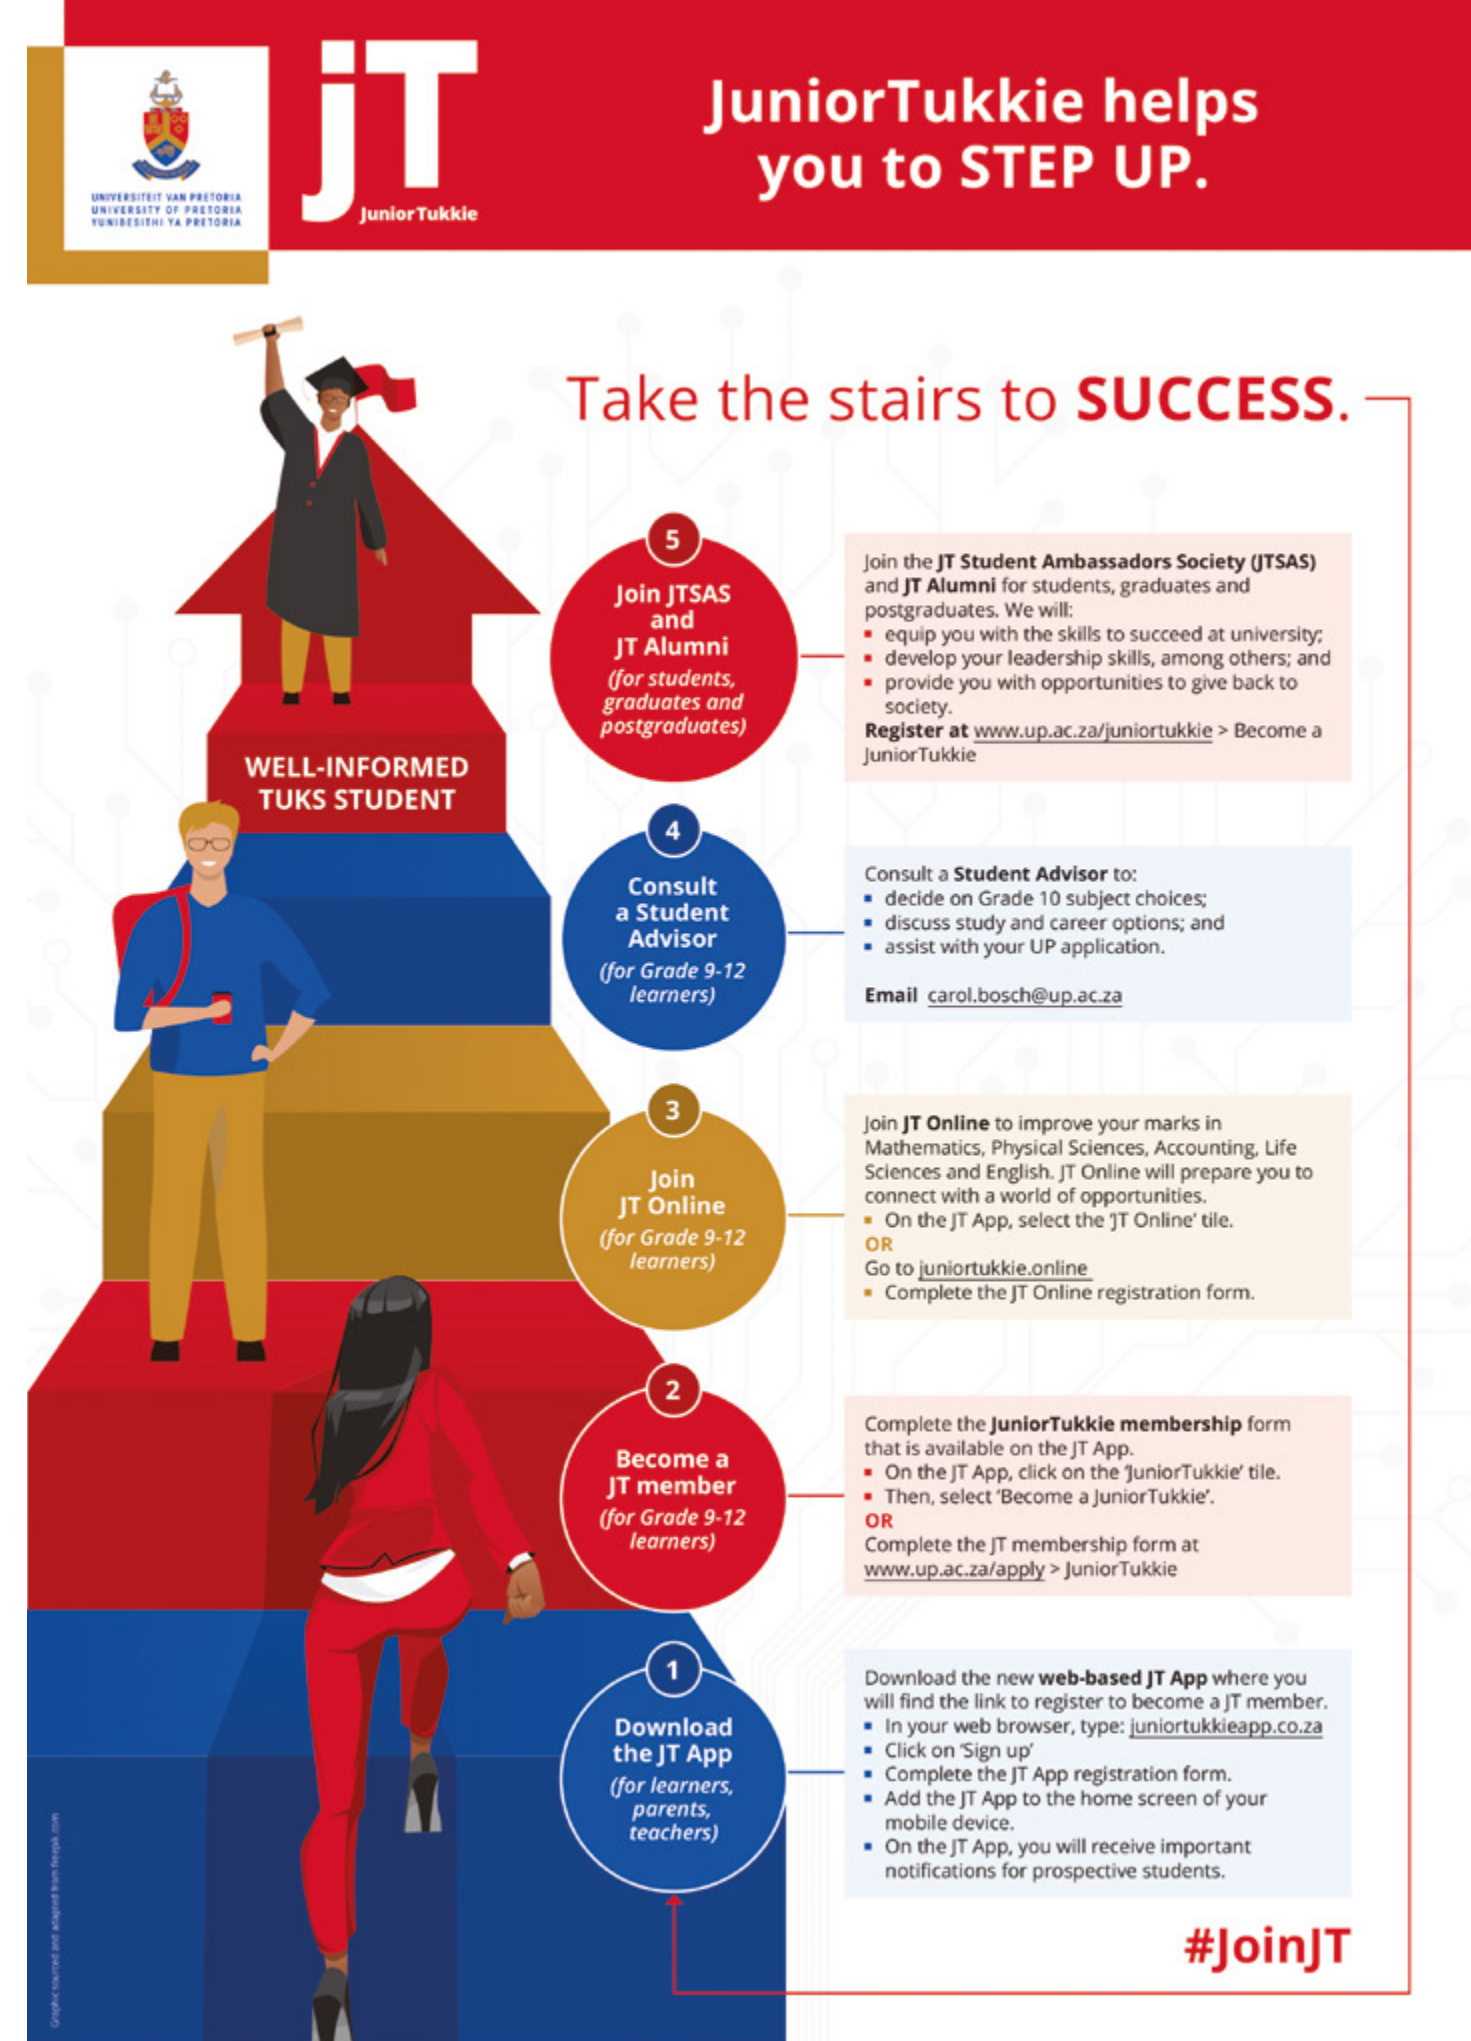 UNIVERSITEIT VAN PRETORIA
UNIVERSITY OF PRETORIA
YUNIBESITHI YA PRETORIA
jT
JuniorTukkie
JuniorTukkie helps
you to STEP UP.
Take the stairs to SUCCESS.
5
Join JTSAS
and
JT Alumni
(for students,
graduates and
postgraduates)
Join the JT Student Ambassadors Society (JTSAS)
and JT Alumni for students, graduates and
postgraduates. We will:
▪ equip you with the skills to succeed at university;
▪ develop your leadership skills, among others; and
▪ provide you with opportunities to give back to
society.
Register at www.up.ac.za/juniortukkie > Become a
JuniorTukkie
WELL-INFORMED
TUKS STUDENT
4
Consult
a Student
Advisor
(for Grade 9-12
learners)
Consult a Student Advisor to:
▪ decide on Grade 10 subject choices;
▪ discuss study and career options; and
▪ assist with your UP application.
Email carol.bosch@up.ac.za
3
Join
JT Online
(for Grade 9-12
learners)
Join JT Online to improve your marks in
Mathematics, Physical Sciences, Accounting, Life
Sciences and English. JT Online will prepare you to
connect with a world of opportunities.
▪ On the JT App, select the 'JT Online' tile.
OR
Go to juniortukkie.online
▪ Complete the JT Online registration form.
2
Become a
JT member
(for Grade 9-12
learners)
Complete the JuniorTukkie membership form
that is available on the JT App.
▪ On the JT App, click on the 'JuniorTukkie' tile.
▪ Then, select 'Become a JuniorTukkie'.
OR
Complete the JT membership form at
www.up.ac.za/apply > JuniorTukkie
1
Download
the JT App
(for learners,
parents,
teachers)
Download the new web-based JT App where you
will find the link to register to become a JT member.
▪ In your web browser, type: juniortukkieapp.co.za
▪ Click on 'Sign up'
▪ Complete the JT App registration form.
▪ Add the JT App to the home screen of your
mobile device.
▪ On the JT App, you will receive important
notifications for prospective students.
#JoinJT
Graphic sourced and adapted from freepik.com